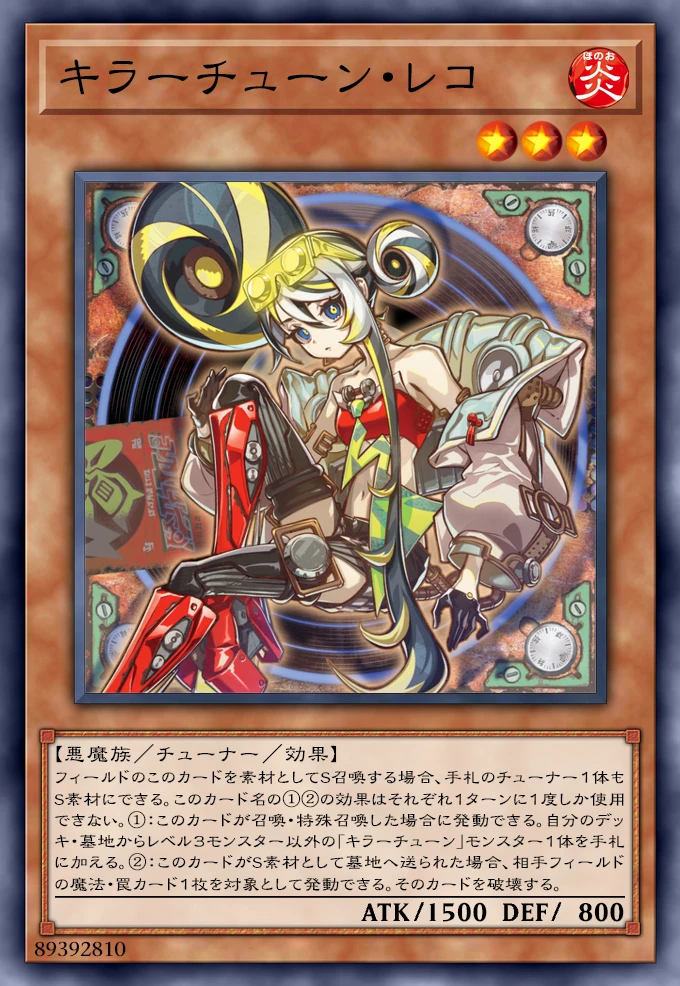 キラーチューン・レコ
ほのお
炎
【悪魔族／チューナー／効果】
フィールドのこのカードを素材としてS召喚する場合、手札のチューナー1体も
S素材にできる。このカード名の①②の効果はそれぞれ1ターンに1度しか使用
できない。①：このカードが召喚・特殊召喚した場合に発動できる。自分のデッ
キ・墓地からレベル3モンスター以外の「キラーチューン」モンスター1体を手札
に加える。②：このカードがS素材として墓地へ送られた場合、相手フィールド
の魔法・罠カード1枚を対象として発動できる。そのカードを破壊する。
ATK/1500 DEF/ 800
89392810